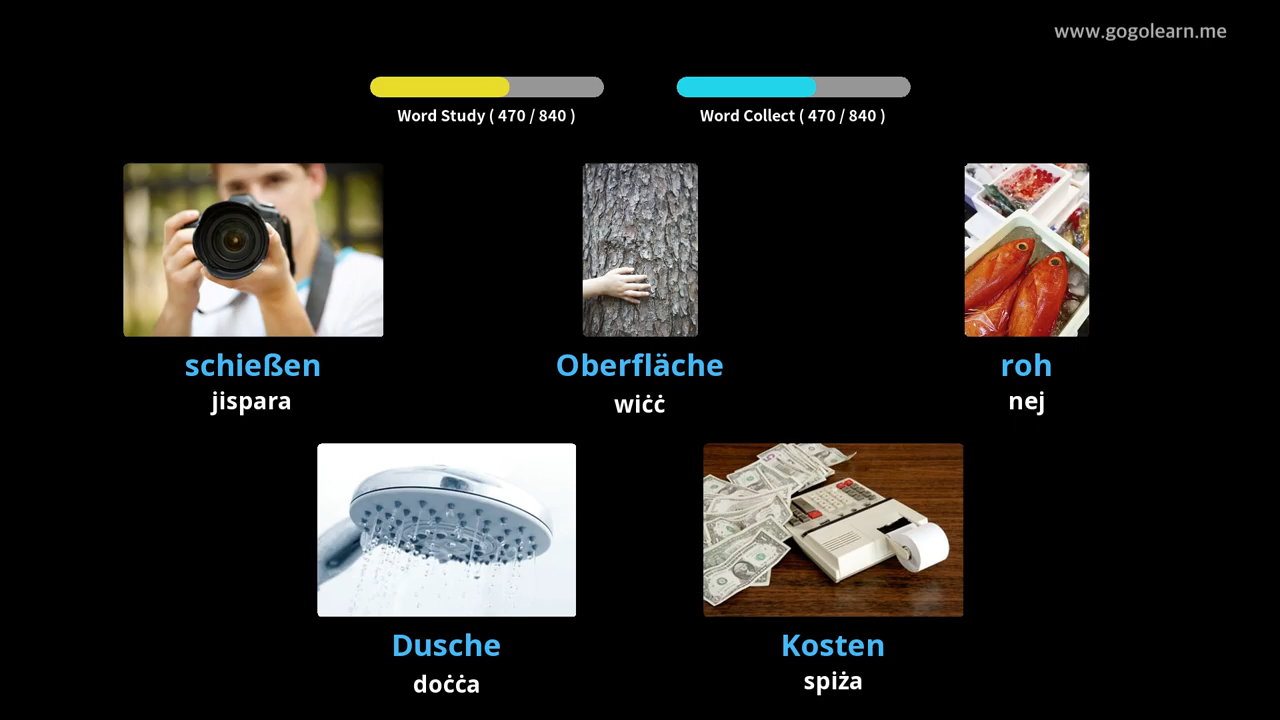 www.gogolearn.me
Word Study ( 470 / 840 )
Word Collect ( 470 / 840 )
schießen
jispara
Oberfläche
wiċċ
roh
nej
Dusche
doċċa
Kosten
spiża